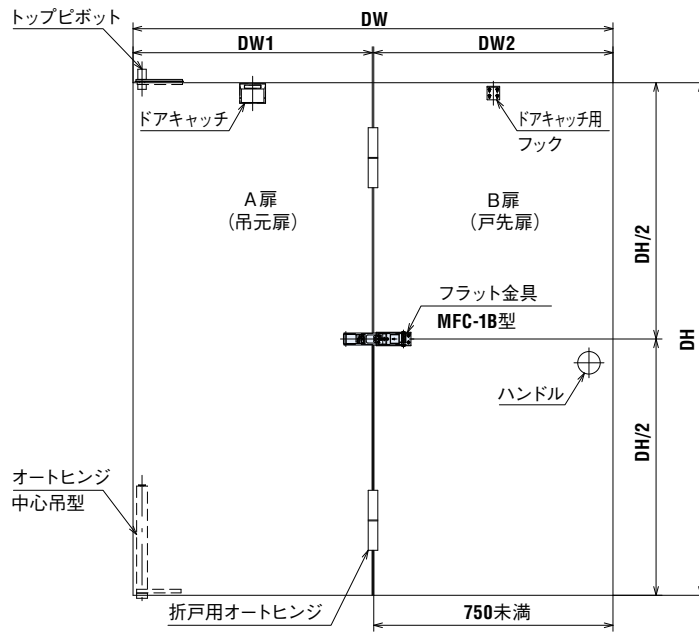 トップピボット
DW
DW1
DW2
ドアキャッチ
ドアキャッチ用
フック
A扉
(吊元扉)
B扉
(戸先扉)
DH/2
フラット金具
MFC-1B型
DH
ハンドル
DH/2
オートヒンジ
中心吊型
折戸用オートヒンジ
750未満